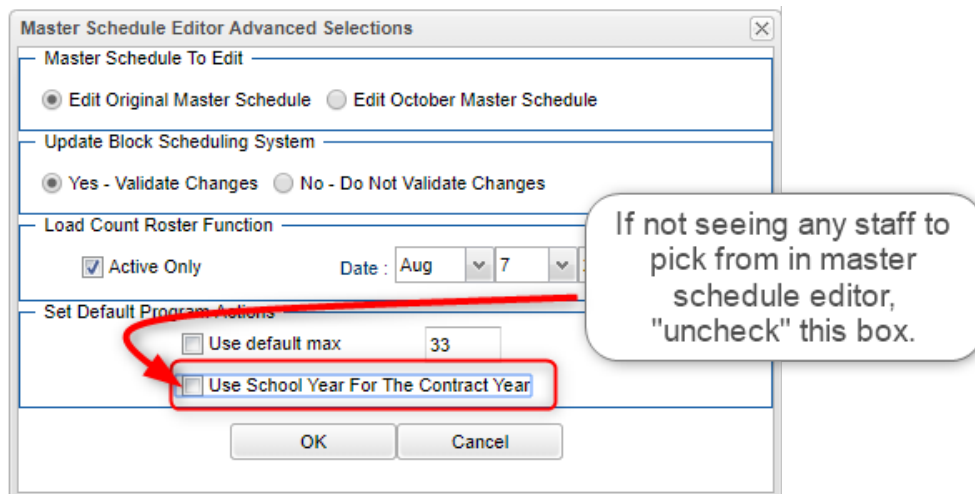 Master Schedule Editor Advanced Selections
Master Schedule To Edit
Edit Original Master Schedule Edit October Master Schedule
Update Block Scheduling System
Yes - Validate Changes No - Do Not Validate Changes
Load Count Roster Function
Active Only Date : Aug 7
Set Default Program Actions
Use default max 33
Use School Year For The Contract Year
OK Cancel
If not seeing any staff to
pick from in master
schedule editor,
"uncheck" this box.